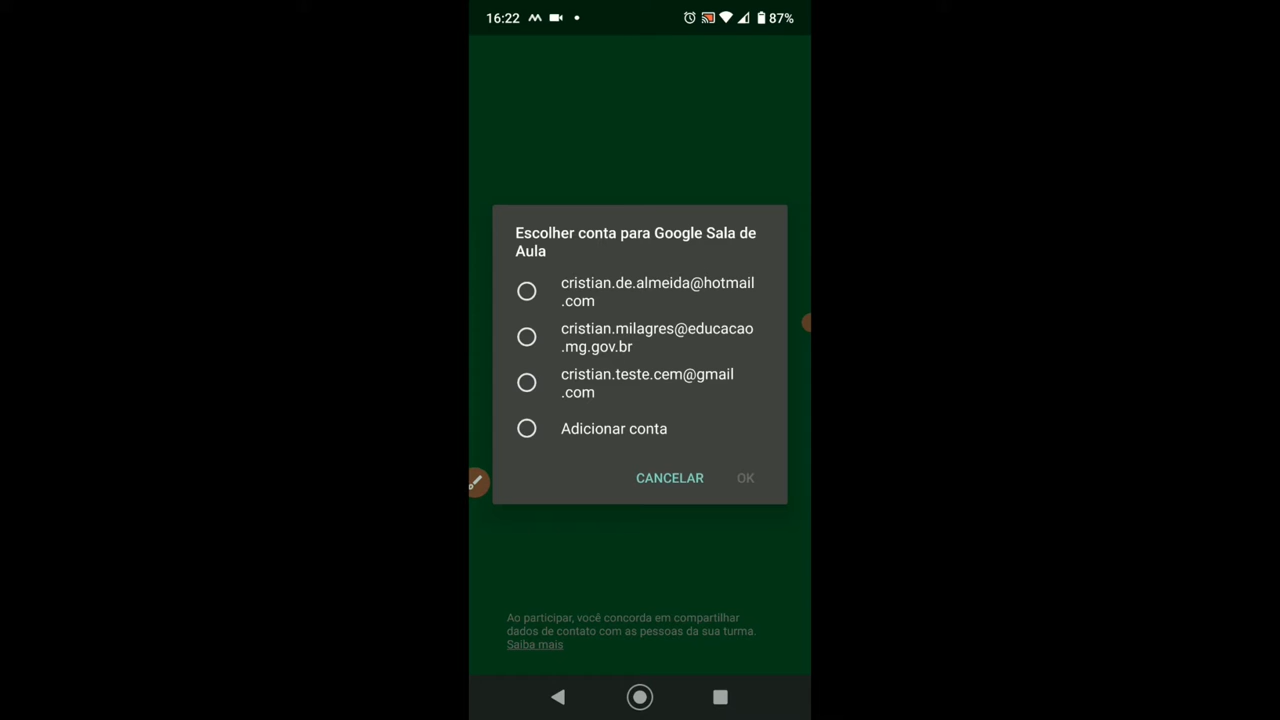 16:22
87%
Escolher conta para Google Sala de
Aula
cristian.de.almeida@hotmail
.com
cristian.milagres@educacao
.mg.gov.br
cristian.teste.cem@gmail
.com
Adicionar conta
CANCELAR OK
Ao participar, você concorda em compartilhar
dados de contato com as pessoas da sua turma.
Saiba mais